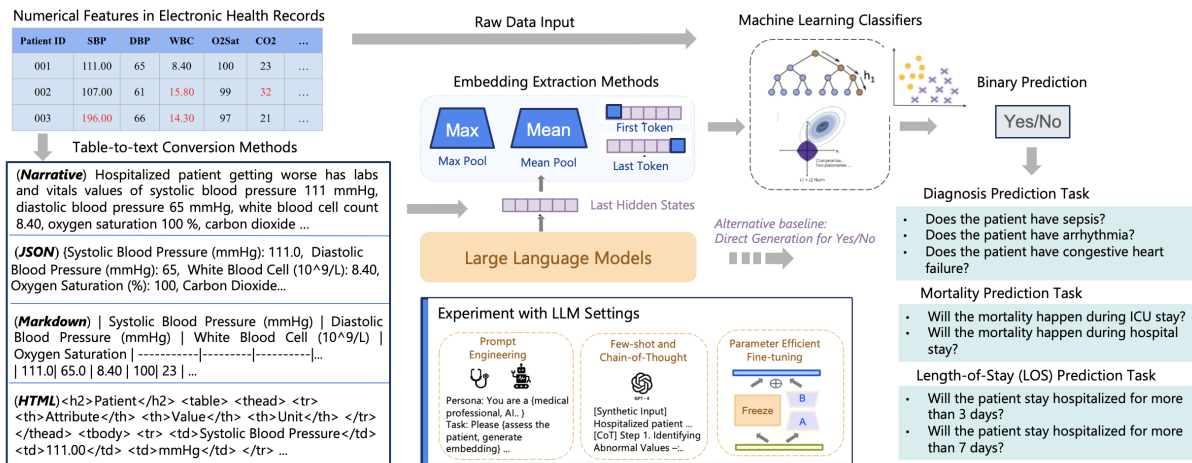 Numerical Features in Electronic Health Records
Patient ID SBP DBP WBC O2Sat CO2 ...
001 111.00 65 8.40 100 23 ...
002 107.00 61 15.80 99 32 ...
003 196.00 66 14.30 97 21 ...
Table-to-text Conversion Methods
(Narrative) Hospitalized patient getting worse has labs
and vitals values of systolic blood pressure 111 mmHg,
diastolic blood pressure 65 mmHg, white blood cell count
8.40, oxygen saturation 100 %, carbon dioxide ...
(JSON) {Systolic Blood Pressure (mmHg): 111.0, Diastolic
Blood Pressure (mmHg): 65, White Blood Cell (10^9/L): 8.40,
Oxygen Saturation (%): 100, Carbon Dioxide...
(Markdown) | Systolic Blood Pressure (mmHg) | Diastolic
Blood Pressure (mmHg) | White Blood Cell (10^9/L) |
Oxygen Saturation | -----------|---------|----------|...
| 111.0| 65.0 | 8.40 | 100| 23 | ...
(HTML)<h2>Patient</h2> <table> <thead> <tr>
<th>Attribute</th> <th>Value</th> <th>Unit</th> </tr>
</thead> <tbody> <tr> <td>Systolic Blood Pressure</td>
<td>111.00</td> <td>mmHg</td> </tr> ...
Raw Data Input
Embedding Extraction Methods
Max
Max Pool
Mean
Mean Pool
First Token
Last Token
Last Hidden States
Large Language Models
Alternative baseline:
Direct Generation for Yes/No
Experiment with LLM Settings
Prompt
Engineering
Persona: You are a {medical
professional, AI.. }
Task: Please {assess the
patient, generate
embedding} ...
Few-shot and
Chain-of-Thought
GPT-4
[Synthetic Input]
Hospitalized patient ...
[CoT] Step 1. Identifying
Abnormal Values –:..
Parameter Efficient
Fine-tuning
Freeze
B
A
Machine Learning Classifiers
h1
Compromise...
Two parameters ...
L1 + L2 Norm
Binary Prediction
Yes/No
Diagnosis Prediction Task
• Does the patient have sepsis?
• Does the patient have arrhythmia?
• Does the patient have congestive heart
failure?
Mortality Prediction Task
• Will the mortality happen during ICU stay?
• Will the mortality happen during hospital
stay?
Length-of-Stay (LOS) Prediction Task
• Will the patient stay hospitalized for more
than 3 days?
• Will the patient stay hospitalized for more
than 7 days?